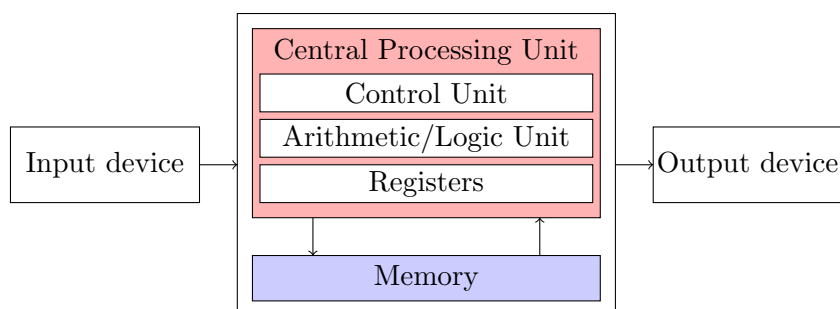 Central Processing Unit
Control Unit
Arithmetic/Logic Unit
Registers
Input device
Output device
Memory